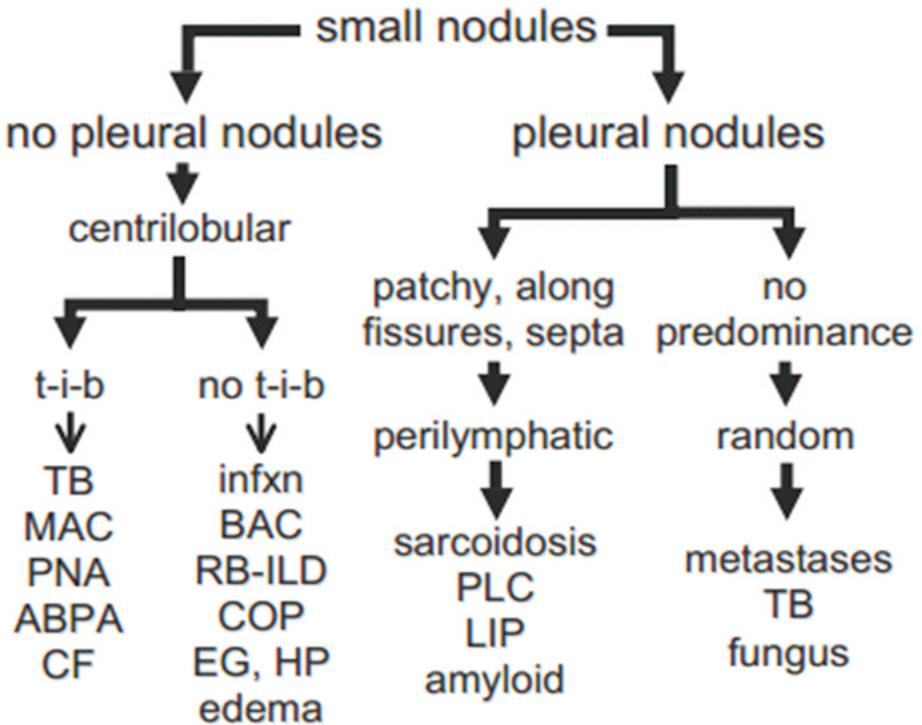 small nodules
no pleural nodules
pleural nodules
centrilobular
t-i-b
TB
MAC
PNA
ABPA
CF
no t-i-b
infxn
BAC
RB-ILD
COP
EG, HP
edema
patchy, along
fissures, septa
perilymphatic
sarcoidosis
PLC
LIP
amyloid
no
predominance
random
metastases
TB
fungus